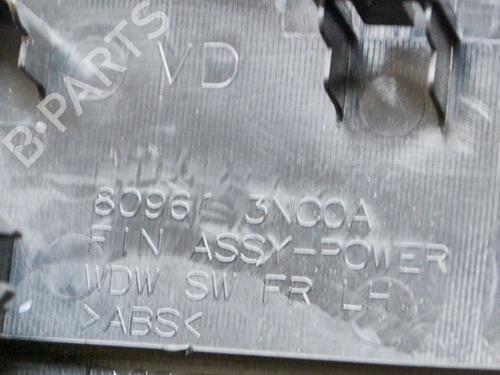 B-PARTS
VD
80961 3NC0A
FIN ASSY-POWER
WDW SW FR LH
>ABS<